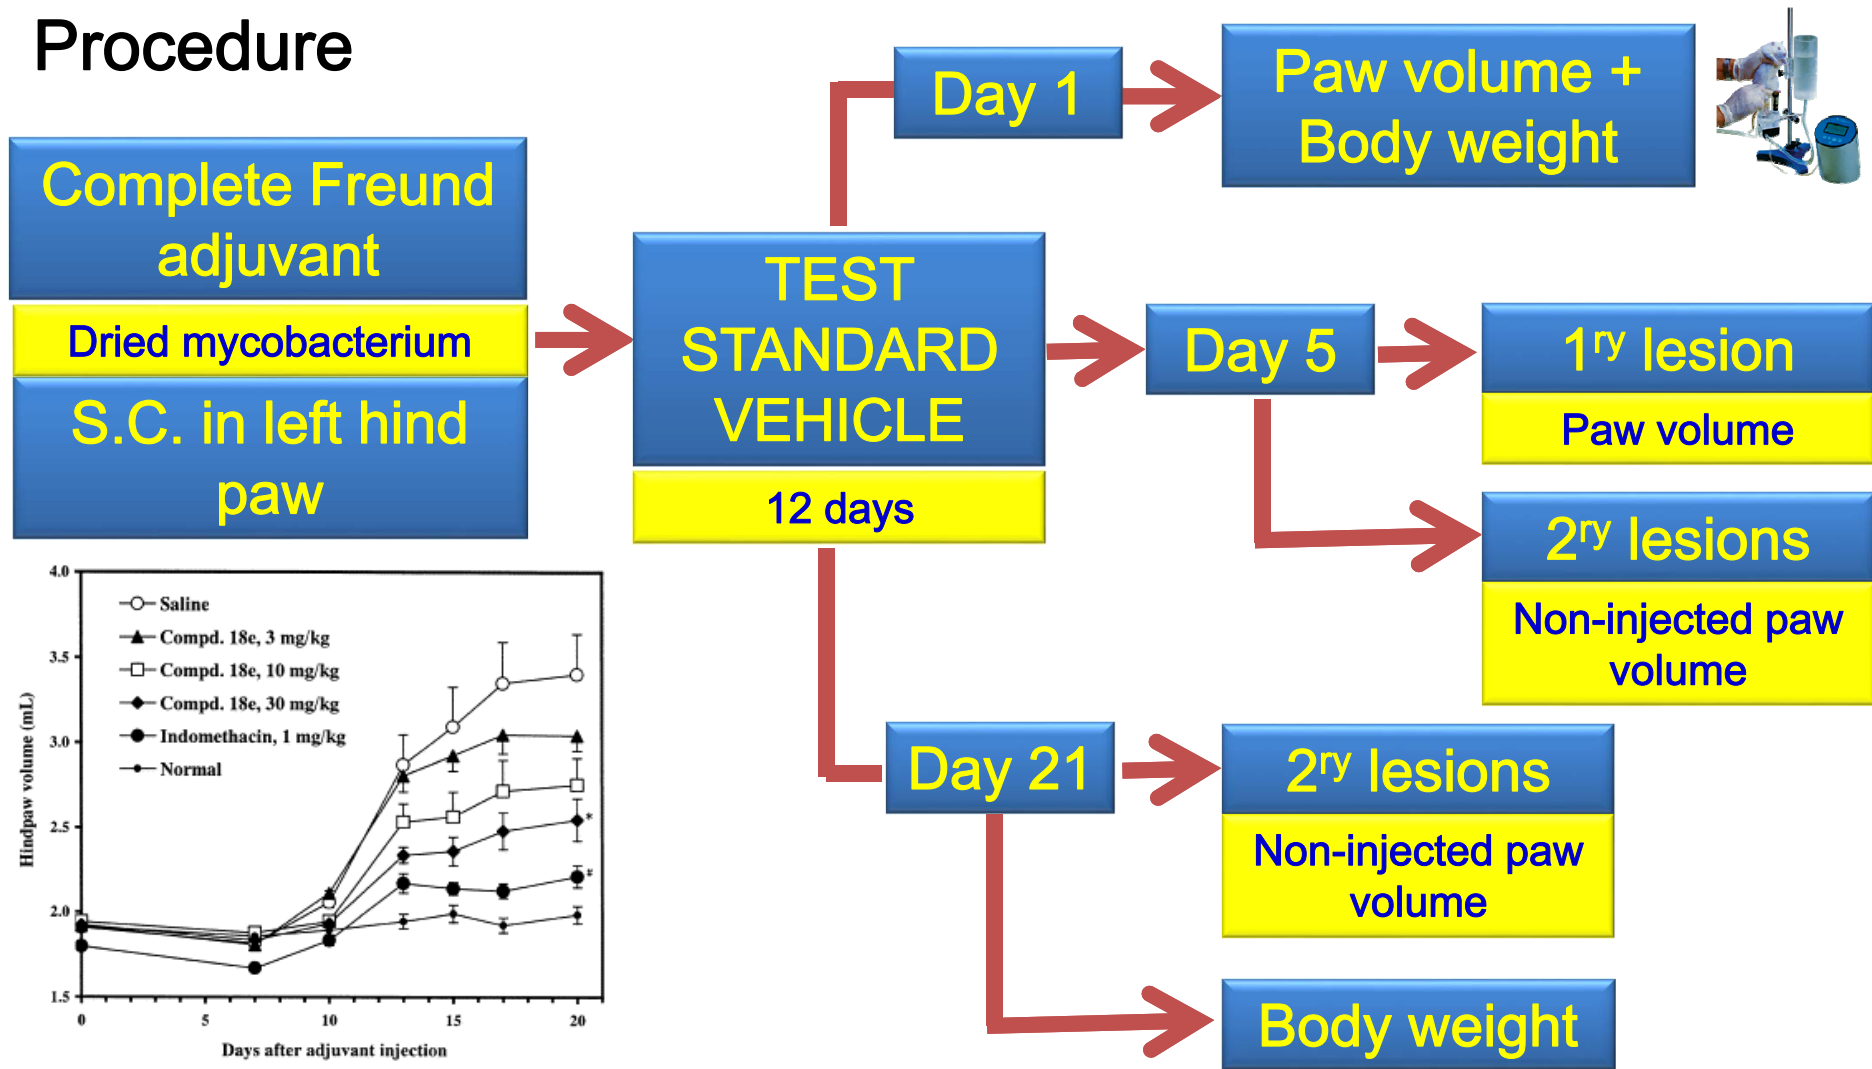 Procedure
Complete Freund
adjuvant
Dried mycobacterium
S.C. in left hind
paw
TEST
STANDARD
VEHICLE
12 days
Day 1
Paw volume +
Body weight
Day 5
1ry lesion
Paw volume
2ry lesions
Non-injected paw
volume
Day 21
2ry lesions
Non-injected paw
volume
Body weight
Hindpaw volume (mL)
4.0
3.5
3.0
2.5
2.0
1.5
Saline
Compd. 18e, 3 mg/kg
Compd. 18e, 10 mg/kg
Compd. 18e, 30 mg/kg
Indomethacin, 1 mg/kg
Normal
*
0 5 10 15 20
Days after adjuvant injection